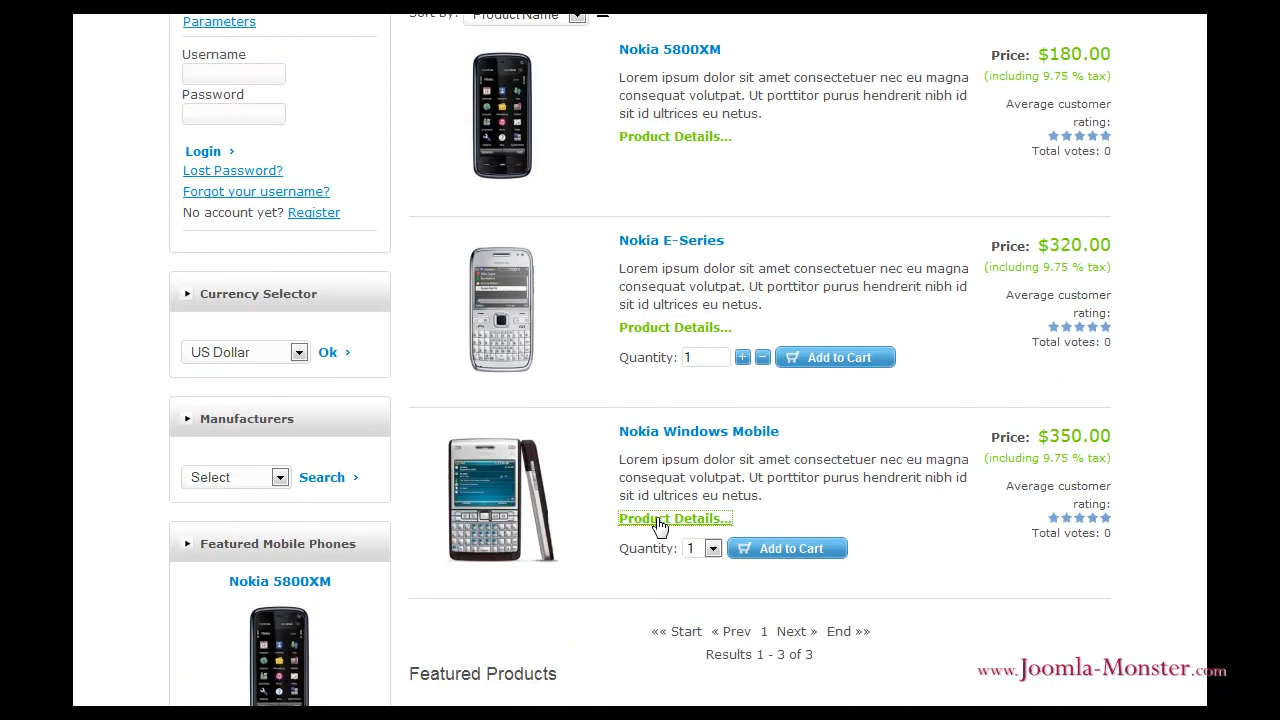 Parameters
Username
Password
Login
Lost Password?
Forgot your username?
No account yet? Register
Currency Selector
US Dollar
Ok
Manufacturers
Select
Search
Featured Mobile Phones
Nokia 5800XM
Sort By: Product Name
Nokia 5800XM
Lorem ipsum dolor sit amet consectetuer nec eu magna
consequat volutpat. Ut porttitor purus hendrerit nibh id
sit id ultrices eu netus.
Product Details...
Price: $180.00
(including 9.75 % tax)
Average customer
rating:
Total votes: 0
Nokia E-Series
Lorem ipsum dolor sit amet consectetuer nec eu magna
consequat volutpat. Ut porttitor purus hendrerit nibh id
sit id ultrices eu netus.
Product Details...
Quantity: 1 + − Add to Cart
Price: $320.00
(including 9.75 % tax)
Average customer
rating:
Total votes: 0
Nokia Windows Mobile
Lorem ipsum dolor sit amet consectetuer nec eu magna
consequat volutpat. Ut porttitor purus hendrerit nibh id
sit id ultrices eu netus.
Product Details...
Quantity: 1 Add to Cart
Price: $350.00
(including 9.75 % tax)
Average customer
rating:
Total votes: 0
«« Start « Prev 1 Next » End »»
Results 1 - 3 of 3
Featured Products
www.Joomla-Monster.com